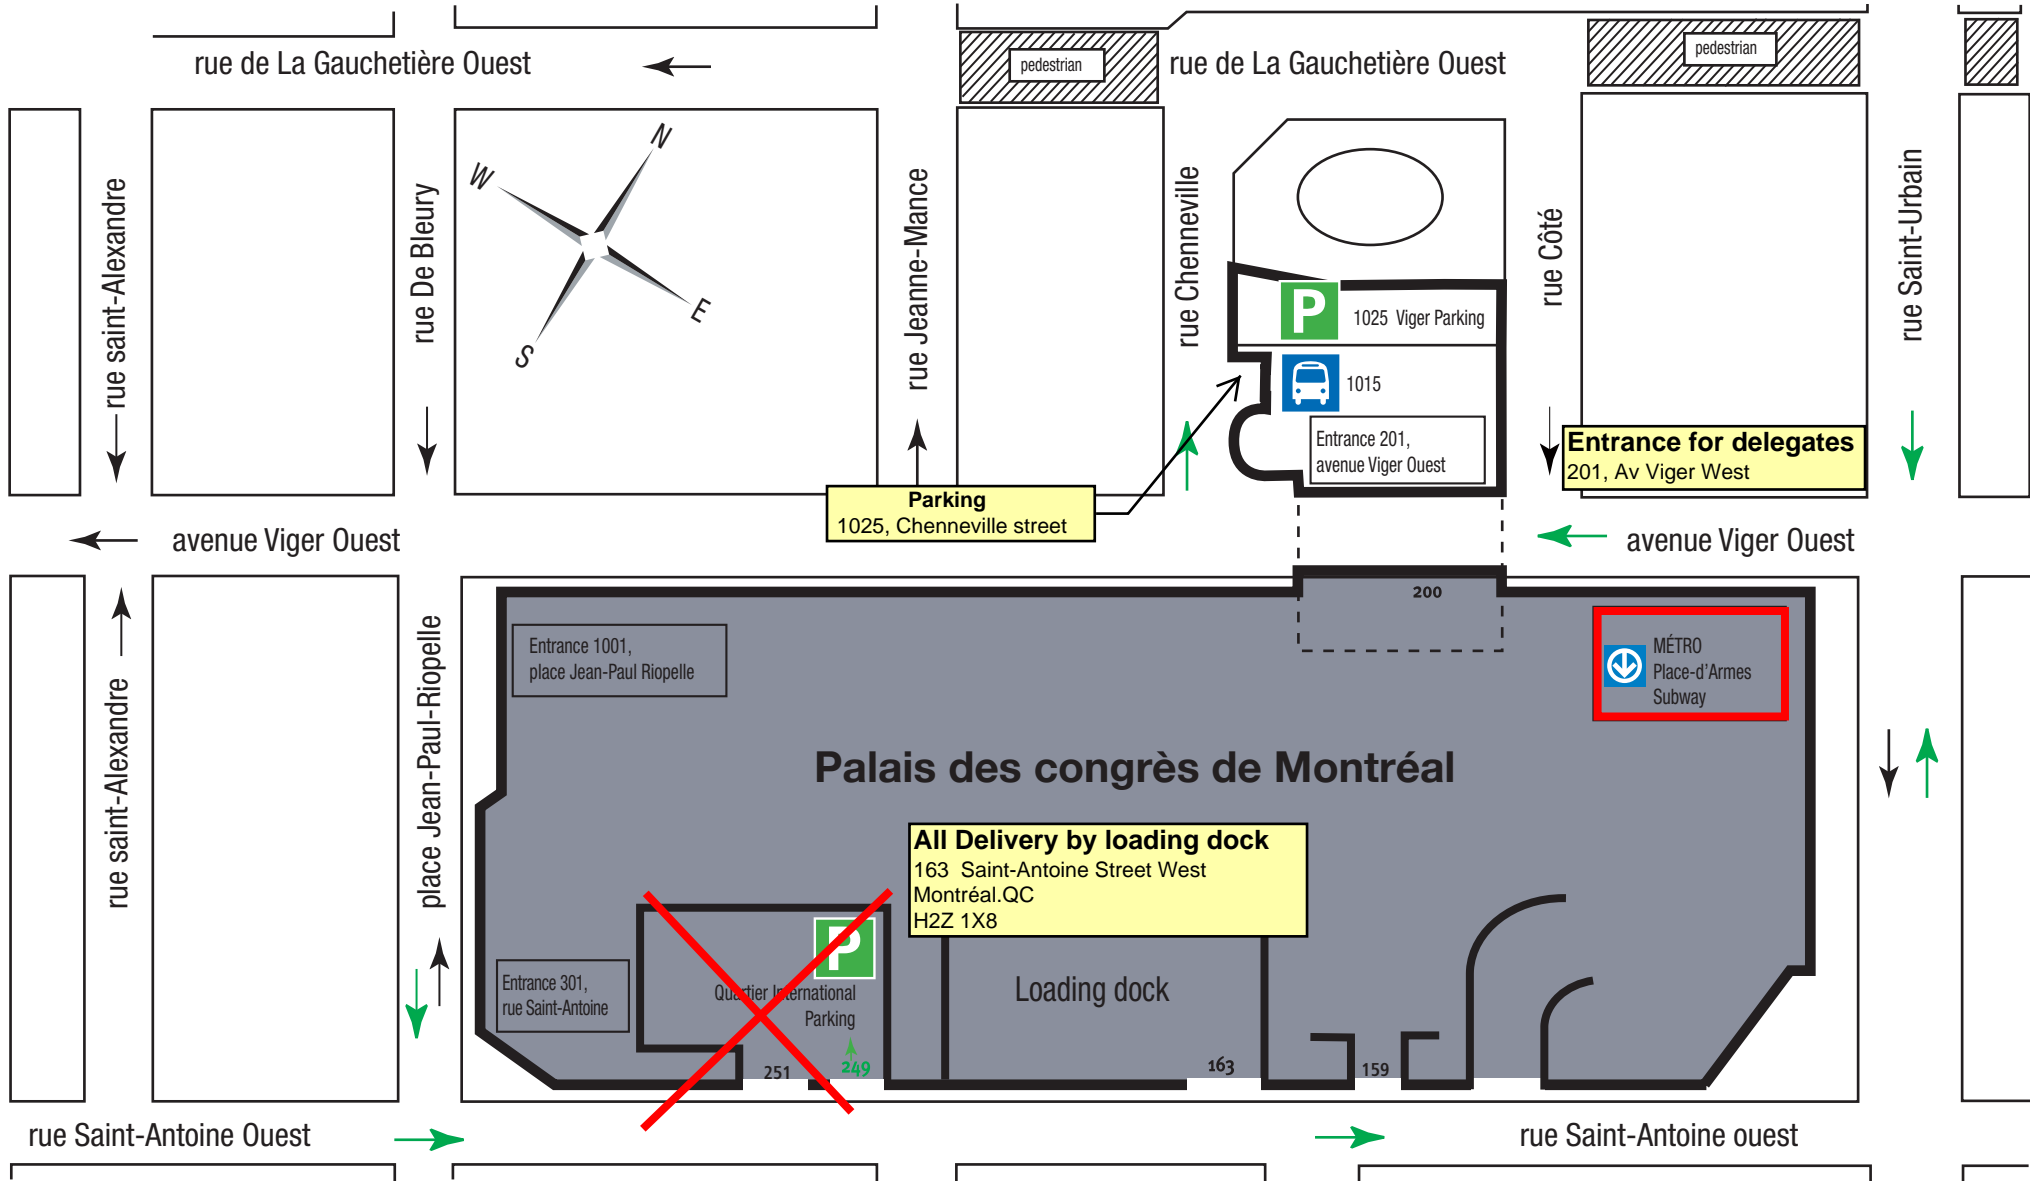 rue de La Gauchetière Ouest
pedestrian
rue de La Gauchetière Ouest
pedestrian
rue saint-Alexandre
rue De Bleury
N
W
E
S
rue Jeanne-Mance
rue Chenneville
rue Côté
rue Saint-Urbain
P
1025 Viger Parking
1015
Entrance 201,
avenue Viger Ouest
Entrance for delegates
201, Av Viger West
Parking
1025, Chenneville street
avenue Viger Ouest
avenue Viger Ouest
200
Entrance 1001,
place Jean-Paul Riopelle
MÉTRO
Place-d'Armes
Subway
rue saint-Alexandre
place Jean-Paul-Riopelle
Palais des congrès de Montréal
All Delivery by loading dock
163 Saint-Antoine Street West
Montréal.QC
H2Z 1X8
P
Quartier International
Parking
Entrance 301,
rue Saint-Antoine
Loading dock
251
249
163
159
rue Saint-Antoine Ouest
rue Saint-Antoine ouest